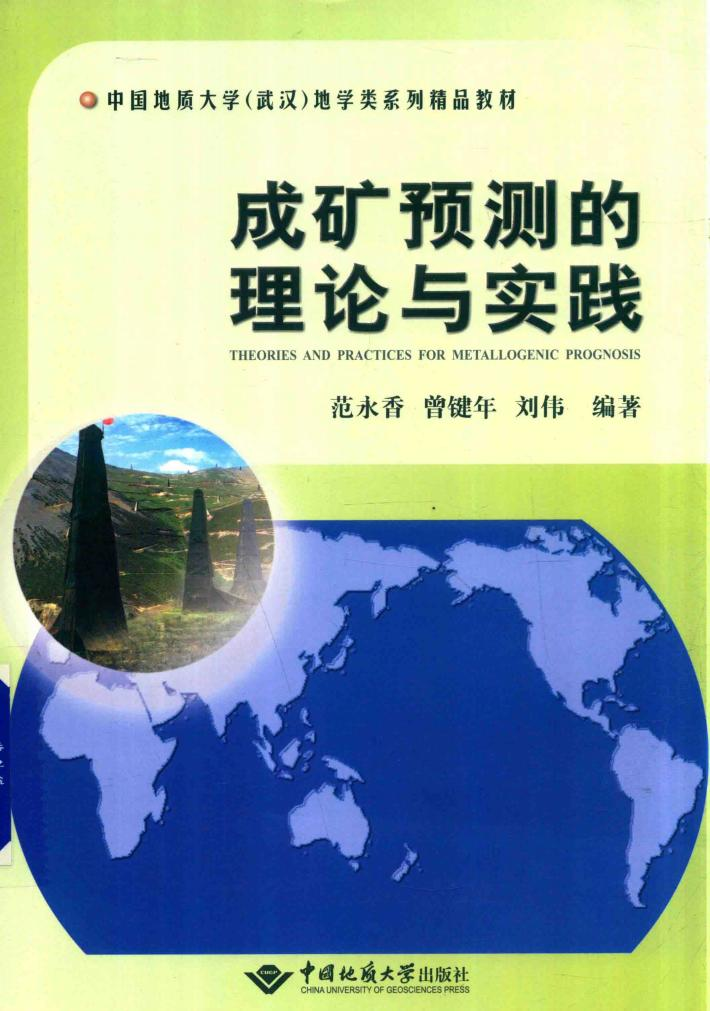 中国地质大学(武汉)地学类系列精品教材
成矿预测的
理论与实践
THEORIES AND PRACTICES FOR METALLOGENIC PROGNOSIS
范永香 曾键年 刘伟 编著
CUGP
中国地质大学出版社
CHINA UNIVERSITY OF GEOSCIENCES PRESS